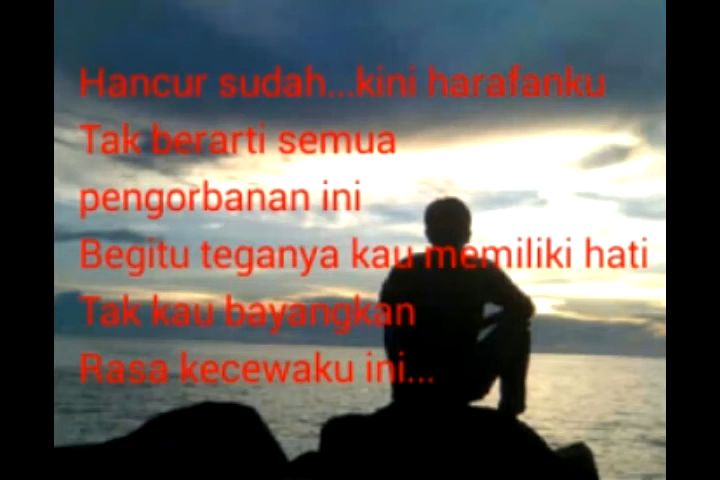 Hancur sudah...kini harafanku
Tak berarti semua
pengorbanan ini
Begitu teganya kau memiliki hati
Tak kau bayangkan
Rasa kecewaku ini...